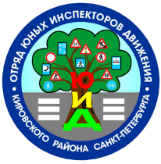 ОТРЯД ЮНЫХ ИНСПЕКТОРОВ ДВИЖЕНИЯ
ЮИД
КИРОВСКОГО РАЙОНА САНКТ-ПЕТЕРБУРГА